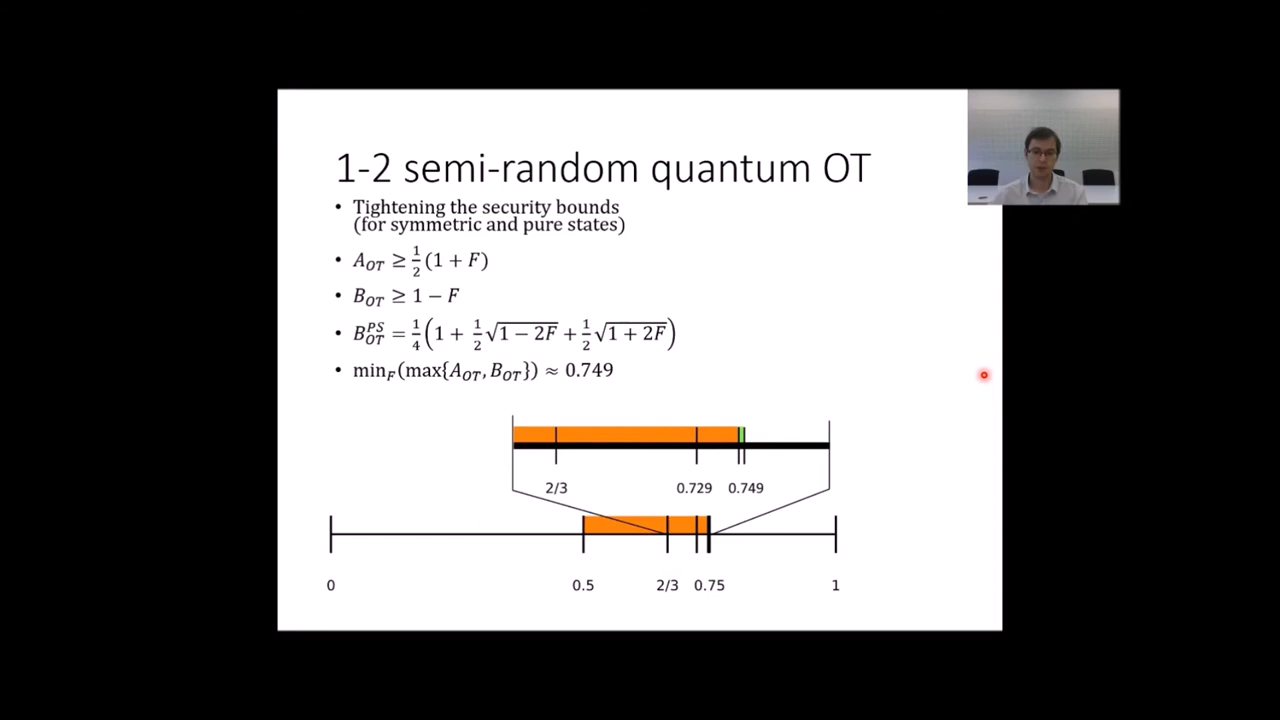 1-2 semi-random quantum OT
• Tightening the security bounds
(for symmetric and pure states)
• A_OT ≥ 1/2 (1 + F)
• B_OT ≥ 1 − F
• B_OT^PS = 1/4 (1 + 1/2 √(1 − 2F) + 1/2 √(1 + 2F))
• min_F(max{A_OT, B_OT}) ≈ 0.749
2/3 0.729 0.749
0 0.5 2/3 0.75 1